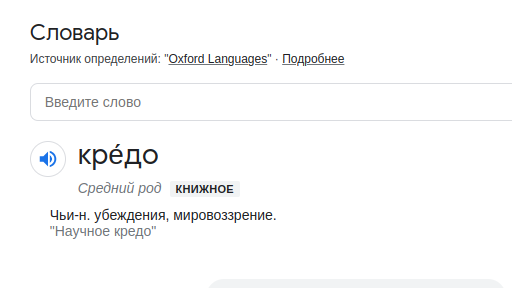 Словарь
Источник определений: "Oxford Languages" · Подробнее
Введите слово
кре́до
Средний род КНИЖНОЕ
Чьи-н. убеждения, мировоззрение.
"Научное кредо"